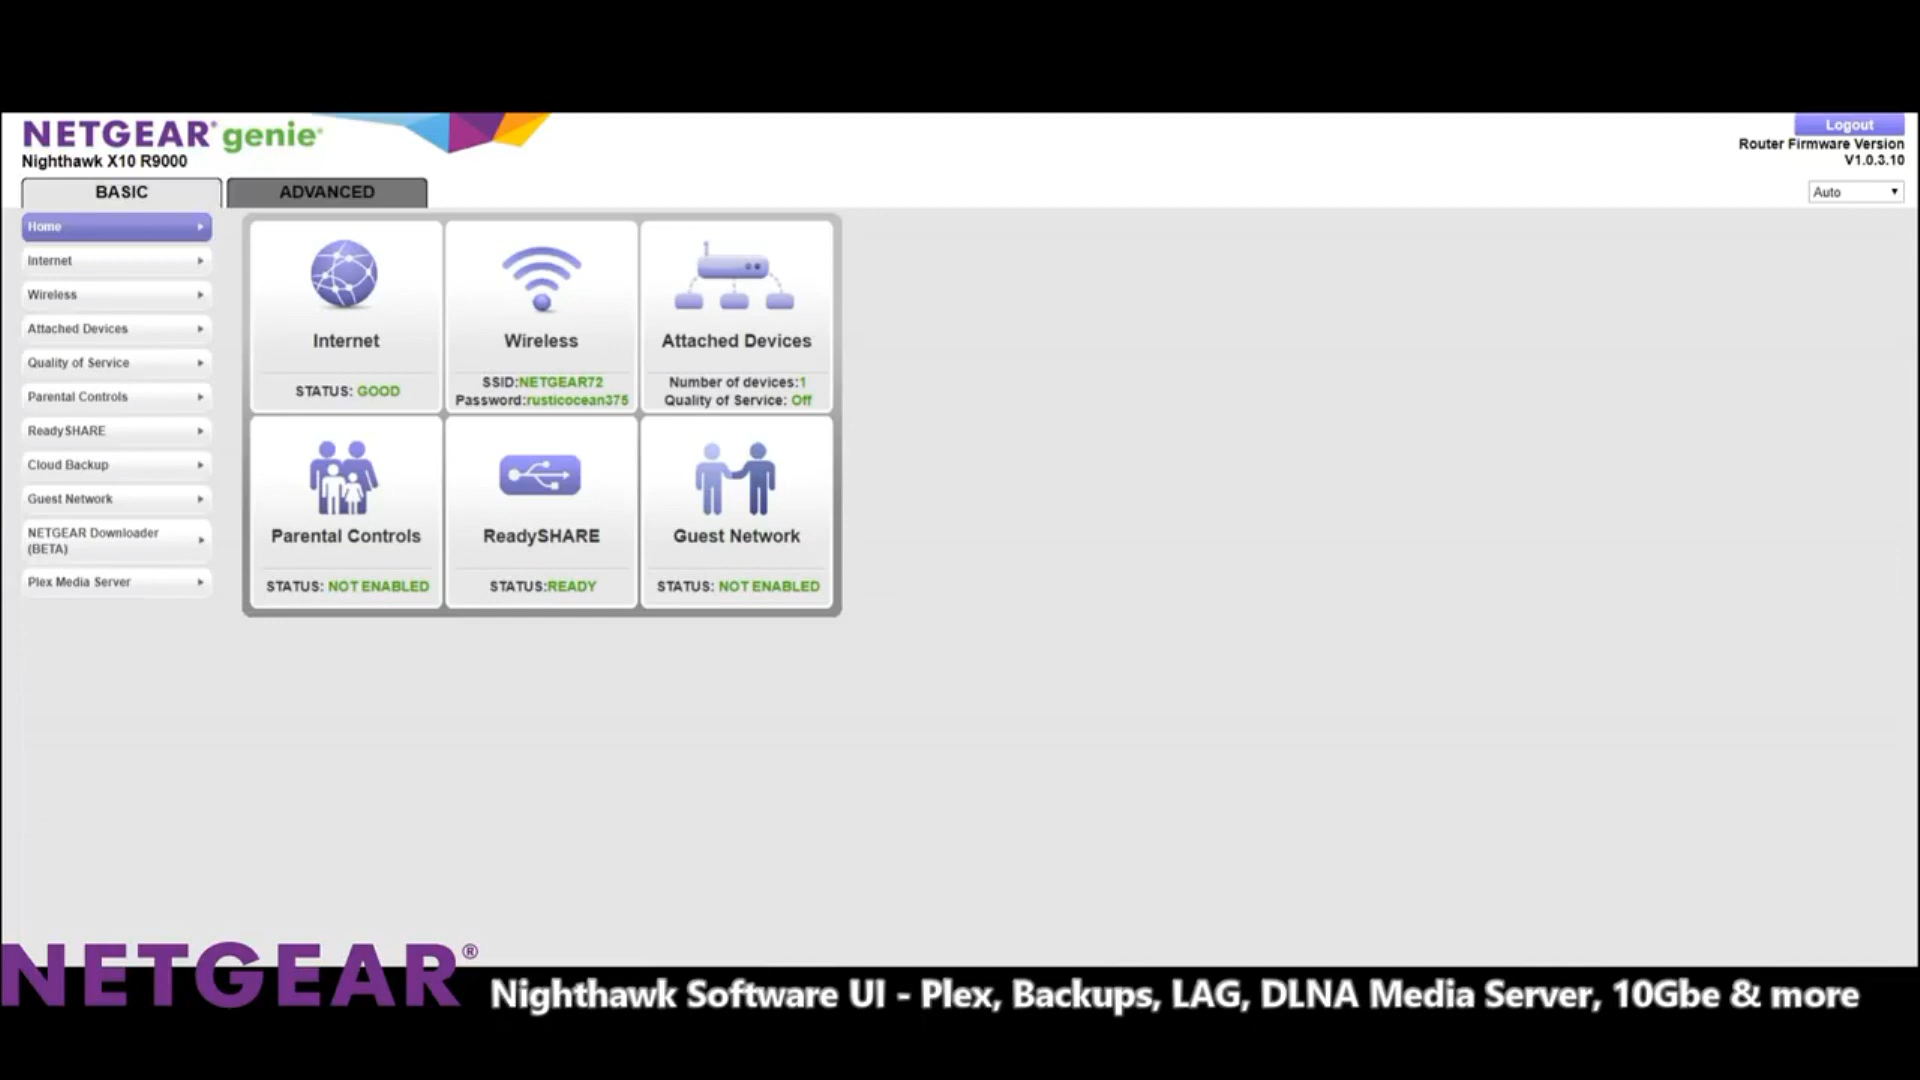 NETGEAR® genie®
Logout
Nighthawk X10 R9000
Router Firmware Version
V1.0.3.10
BASIC
ADVANCED
Auto
Home
Internet
Wireless
Attached Devices
Quality of Service
Parental Controls
ReadySHARE
Cloud Backup
Guest Network
NETGEAR Downloader
(BETA)
Plex Media Server
Internet
STATUS: GOOD
Wireless
SSID:NETGEAR72
Password:rusticocean375
Attached Devices
Number of devices:1
Quality of Service: Off
Parental Controls
STATUS: NOT ENABLED
ReadySHARE
STATUS:READY
Guest Network
STATUS: NOT ENABLED
NETGEAR®
Nighthawk Software UI - Plex, Backups, LAG, DLNA Media Server, 10Gbe & more